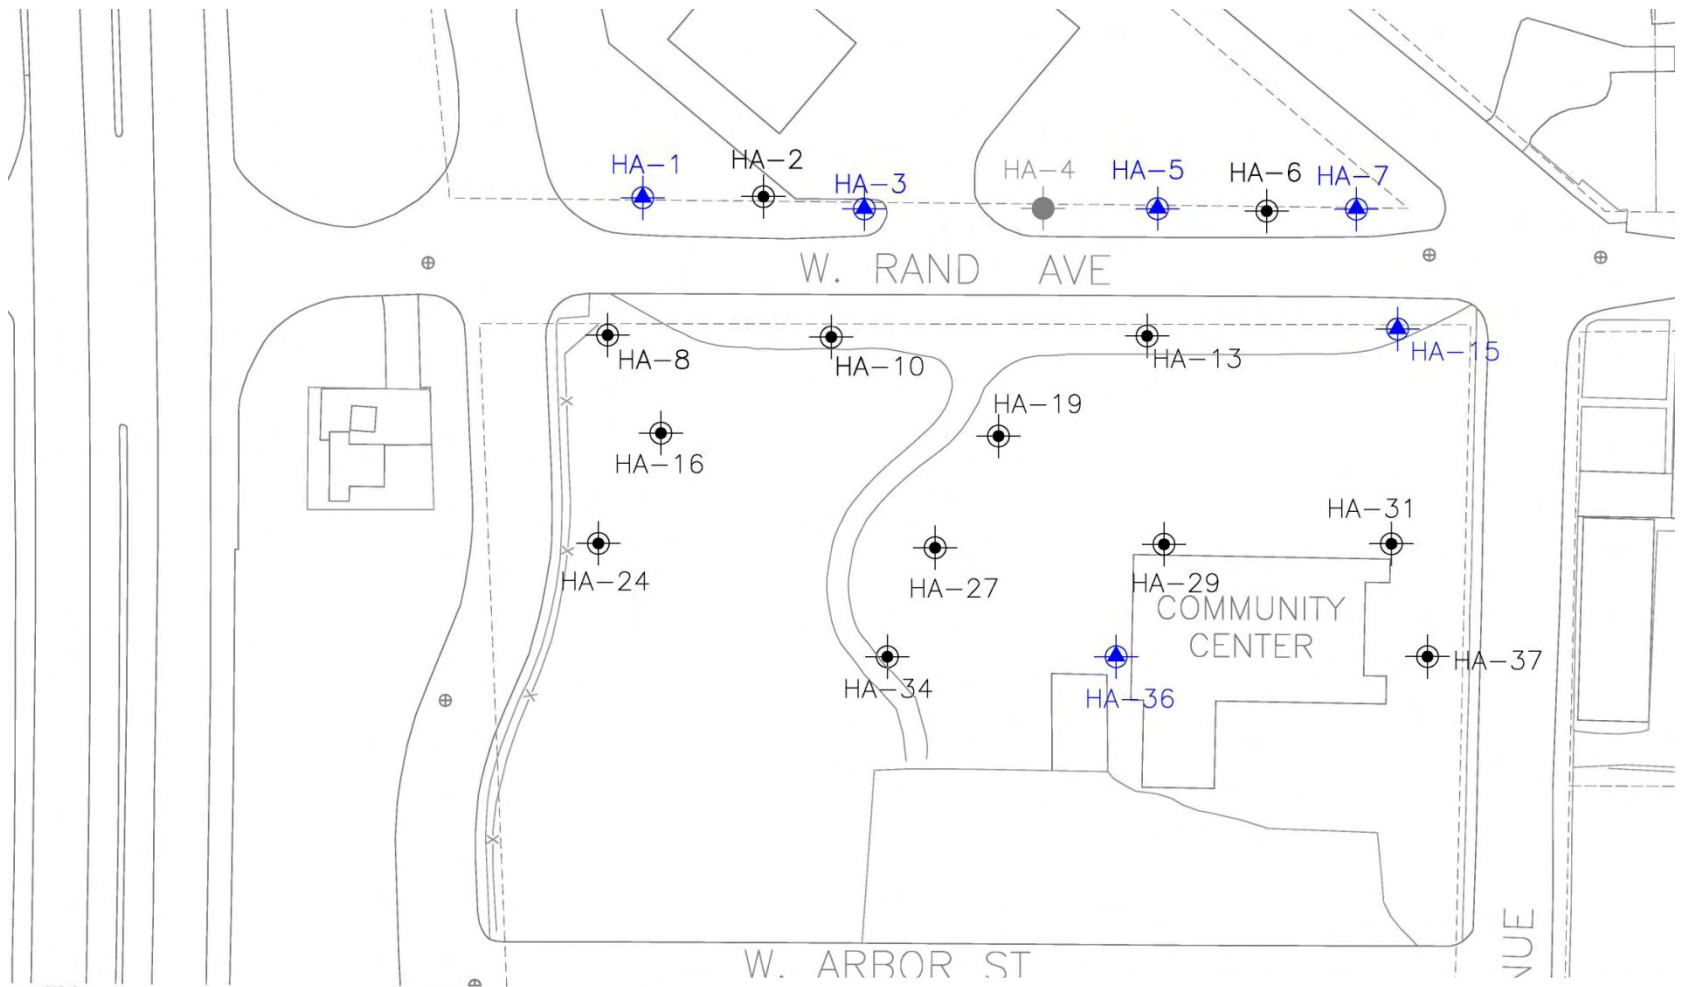 HA-1
HA-2
HA-3
HA-4
HA-5
HA-6
HA-7
W. RAND AVE
HA-8
HA-10
HA-13
HA-15
HA-16
HA-19
HA-24
HA-27
HA-29
HA-31
COMMUNITY
CENTER
HA-34
HA-36
HA-37
W. ARBOR ST
NUE